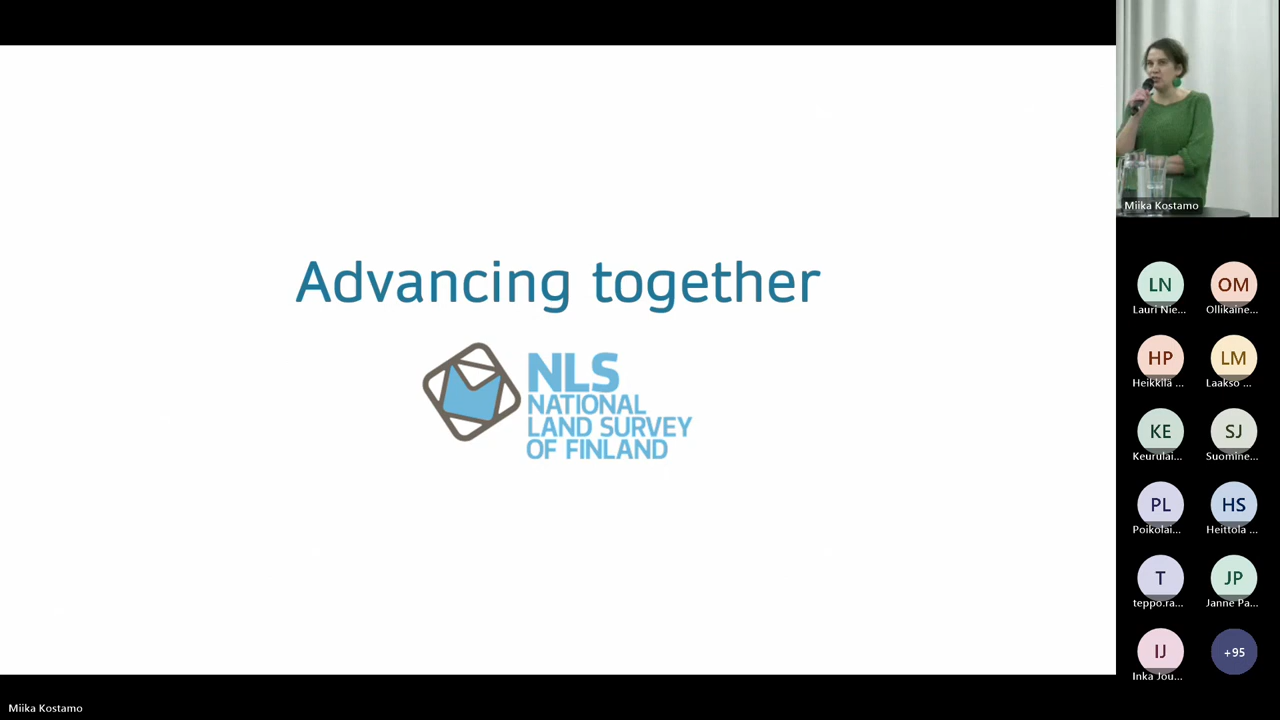 Advancing together
NLS
NATIONAL
LAND SURVEY
OF FINLAND
Miika Kostamo
LN
Lauri Nie...
OM
Ollikaine...
HP
Heikkilä ...
LM
Laakso ...
KE
Keurulai...
SJ
Suomine...
PL
Poikolai...
HS
Heittola ...
T
teppo.ra...
JP
Janne Pa...
IJ
Inka Jou...
+95
Miika Kostamo